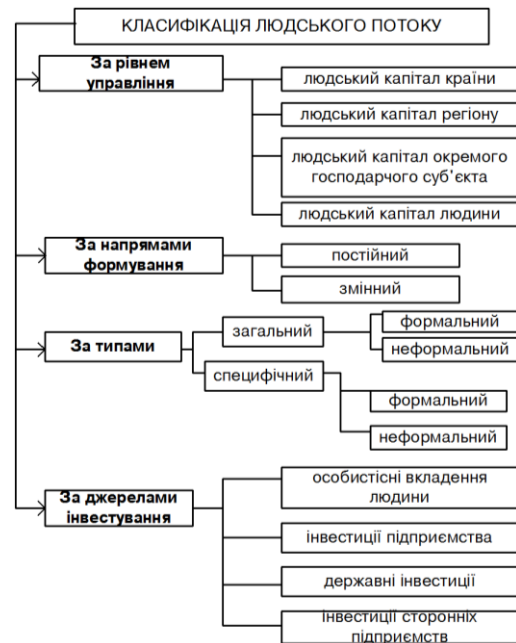 КЛАСИФІКАЦІЯ ЛЮДСЬКОГО ПОТОКУ
За рівнем
управління
людський капітал країни
людський капітал регіону
людський капітал окремого
господарчого суб'єкта
людський капітал людини
За напрямами
формування
постійний
змінний
За типами
загальний
формальний
неформальний
специфічний
формальний
неформальний
За джерелами
інвестування
особистісні вкладення
людини
інвестиції підприємства
державні інвестиції
інвестиції сторонніх
підприємств